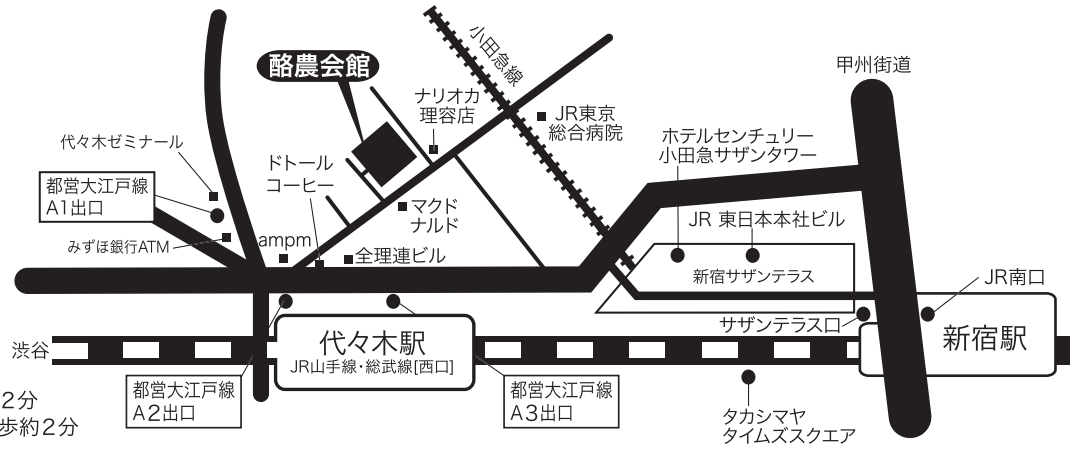 酪農会館
小田急線
甲州街道
ナリオカ
理容店
JR東京
総合病院
代々木ゼミナール
ホテルセンチュリー
小田急サザンタワー
ドトール
コーヒー
都営大江戸線
A1出口
マクド
ナルド
JR 東日本本社ビル
みずほ銀行ATM
ampm
全理連ビル
新宿サザンテラス
JR南口
サザンテラス口
渋谷
代々木駅
JR山手線・総武線[西口]
新宿駅
都営大江戸線
A2出口
都営大江戸線
A3出口
2分
歩約2分
タカシマヤ
タイムズスクエア